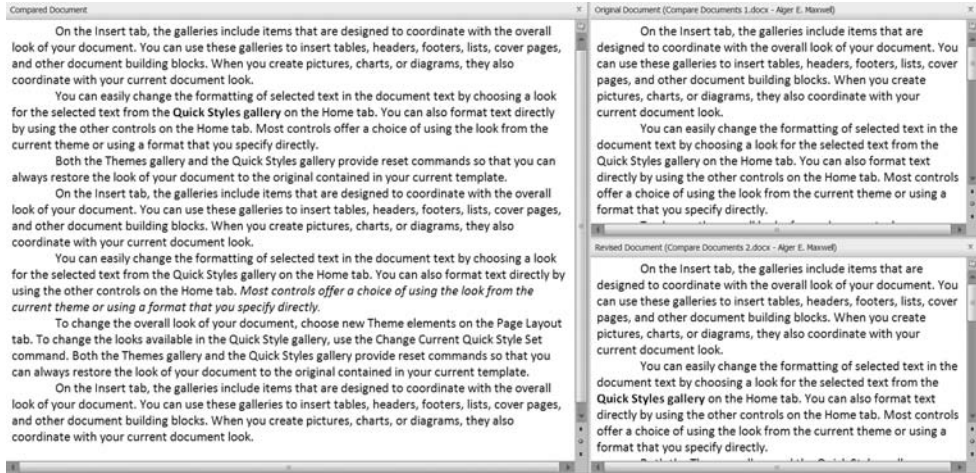 Compared Document
On the Insert tab, the galleries include items that are designed to coordinate with the overall
look of your document. You can use these galleries to insert tables, headers, footers, lists, cover pages,
and other document building blocks. When you create pictures, charts, or diagrams, they also
coordinate with your current document look.
You can easily change the formatting of selected text in the document text by choosing a look
for the selected text from the Quick Styles gallery on the Home tab. You can also format text directly
by using the other controls on the Home tab. Most controls offer a choice of using the look from the
current theme or using a format that you specify directly.
Both the Themes gallery and the Quick Styles gallery provide reset commands so that you can
always restore the look of your document to the original contained in your current template.
On the Insert tab, the galleries include items that are designed to coordinate with the overall
look of your document. You can use these galleries to insert tables, headers, footers, lists, cover pages,
and other document building blocks. When you create pictures, charts, or diagrams, they also
coordinate with your current document look.
You can easily change the formatting of selected text in the document text by choosing a look
for the selected text from the Quick Styles gallery on the Home tab. You can also format text directly by
using the other controls on the Home tab. Most controls offer a choice of using the look from the
current theme or using a format that you specify directly.
To change the overall look of your document, choose new Theme elements on the Page Layout
tab. To change the looks available in the Quick Style gallery, use the Change Current Quick Style Set
command. Both the Themes gallery and the Quick Styles gallery provide reset commands so that you
can always restore the look of your document to the original contained in your current template.
On the Insert tab, the galleries include items that are designed to coordinate with the overall
look of your document. You can use these galleries to insert tables, headers, footers, lists, cover pages,
and other document building blocks. When you create pictures, charts, or diagrams, they also
coordinate with your current document look.
Original Document (Compare Documents 1.docx - Alger E. Maxwell)
On the Insert tab, the galleries include items that are
designed to coordinate with the overall look of your document. You
can use these galleries to insert tables, headers, footers, lists, cover
pages, and other document building blocks. When you create
pictures, charts, or diagrams, they also coordinate with your
current document look.
You can easily change the formatting of selected text in the
document text by choosing a look for the selected text from the
Quick Styles gallery on the Home tab. You can also format text
directly by using the other controls on the Home tab. Most controls
offer a choice of using the look from the current theme or using a
format that you specify directly.
Revised Document (Compare Documents 2.docx - Alger E. Maxwell)
On the Insert tab, the galleries include items that are
designed to coordinate with the overall look of your document. You
can use these galleries to insert tables, headers, footers, lists, cover
pages, and other document building blocks. When you create
pictures, charts, or diagrams, they also coordinate with your
current document look.
You can easily change the formatting of selected text in the
document text by choosing a look for the selected text from the
Quick Styles gallery on the Home tab. You can also format text
directly by using the other controls on the Home tab. Most controls
offer a choice of using the look from the current theme or using a
format that you specify directly.